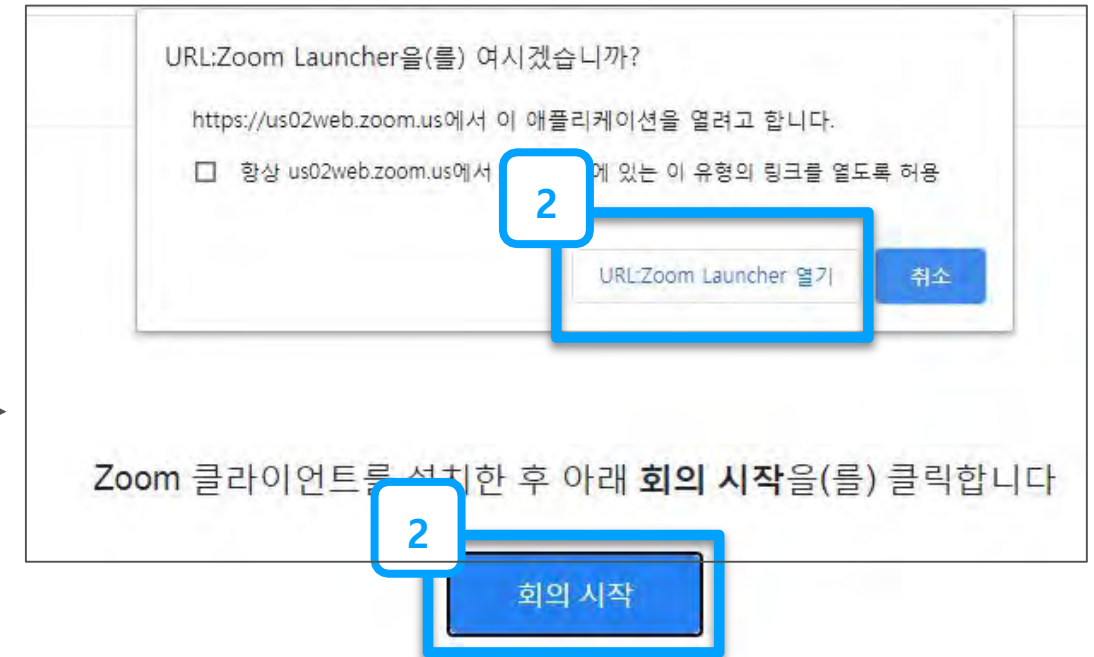 URL:Zoom Launcher을(를) 여시겠습니까?
https://us02web.zoom.us에서 이 애플리케이션을 열려고 합니다.
항상 us02web.zoom.us에서 에 있는 이 유형의 링크를 열도록 허용
2
URL:Zoom Launcher 열기 취소
Zoom 클라이언트를 설치한 후 아래 회의 시작을(를) 클릭합니다
2
회의 시작